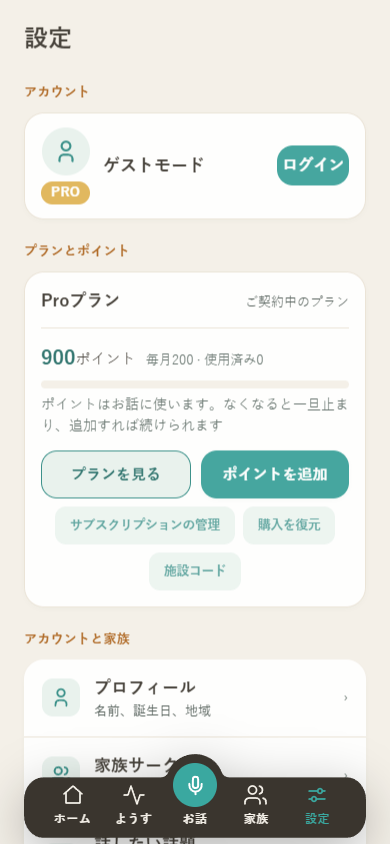 設定
アカウント
ゲストモード
ログイン
PRO
プランとポイント
Proプラン
ご契約中のプラン
900ポイント 毎月200・使用済み0
ポイントはお話に使います。なくなると一旦止ま
り、追加すれば続けられます
プランを見る
ポイントを追加
サブスクリプションの管理
購入を復元
施設コード
アカウントと家族
プロフィール
名前、誕生日、地域
家族サーク
ホーム
ようす
お話
家族
設定